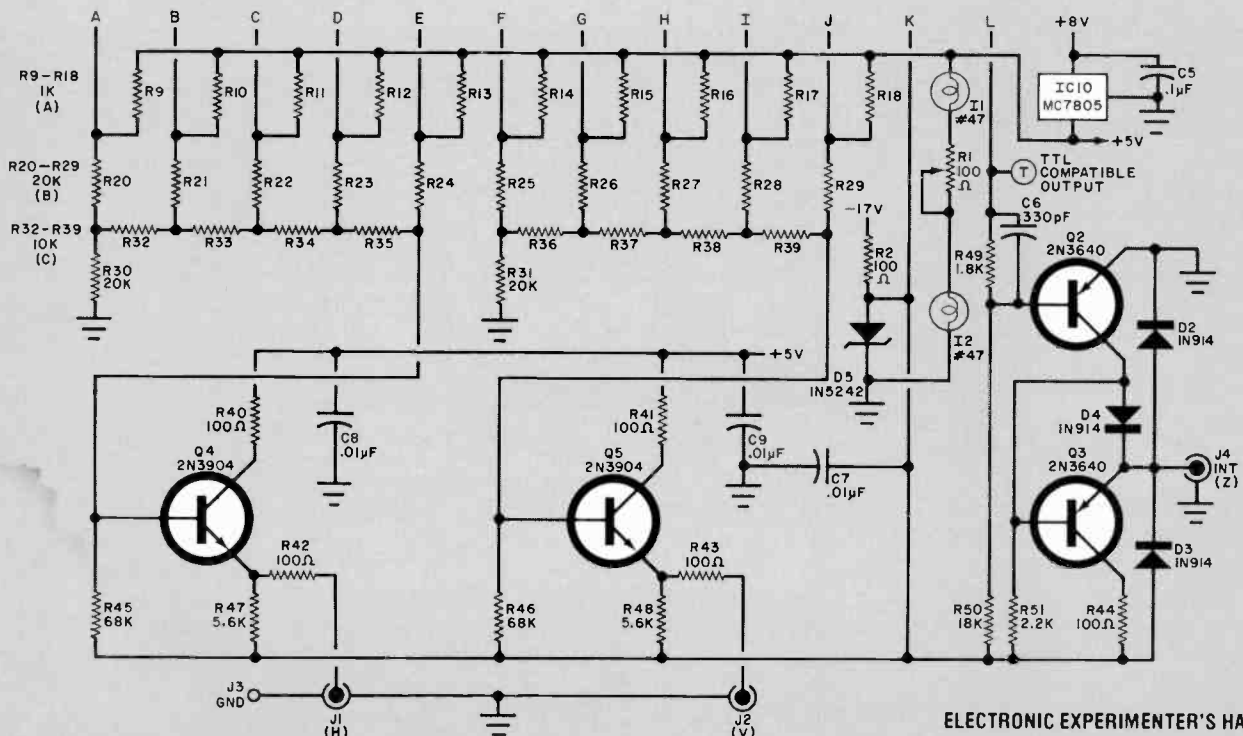 A B C D E F G H I J K L
+8V
R9–R18
1K
(A)
R9 R10 R11 R12 R13 R14 R15 R16 R17 R18
I1
#47
IC10
MC7805
C5
.1µF
+5V
R20–R29
20K
(B)
R20 R21 R22 R23 R24 R25 R26 R27 R28 R29
R1
100
Ω
T
TTL
COMPATIBLE
OUTPUT
C6
330pF
R32–R39
10K
(C)
R32 R33 R34 R35 R36 R37 R38 R39
-17V
R2
100
Ω
R49
1.8K
Q2
2N3640
R30
20K
R31
20K
D5
IN5242
I2
#47
D2
IN914
+5V
R40
100Ω
C8
.01µF
R41
100Ω
C9
.01µF
C7
.01µF
D4
IN914
Q4
2N3904
Q5
2N3904
Q3
2N3640
J4
INT
(Z)
R42
100Ω
R43
100Ω
D3
IN914
R45
68K
R47
5.6K
R46
68K
R48
5.6K
R50
18K
R51
2.2K
R44
100Ω
J3
GND
J1
(H)
J2
(V)
ELECTRONIC EXPERIMENTER'S HA